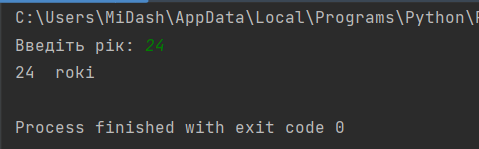 C:\Users\MiDash\AppData\Local\Programs\Python\
Введіть рік: 24
24  roki
Process finished with exit code 0